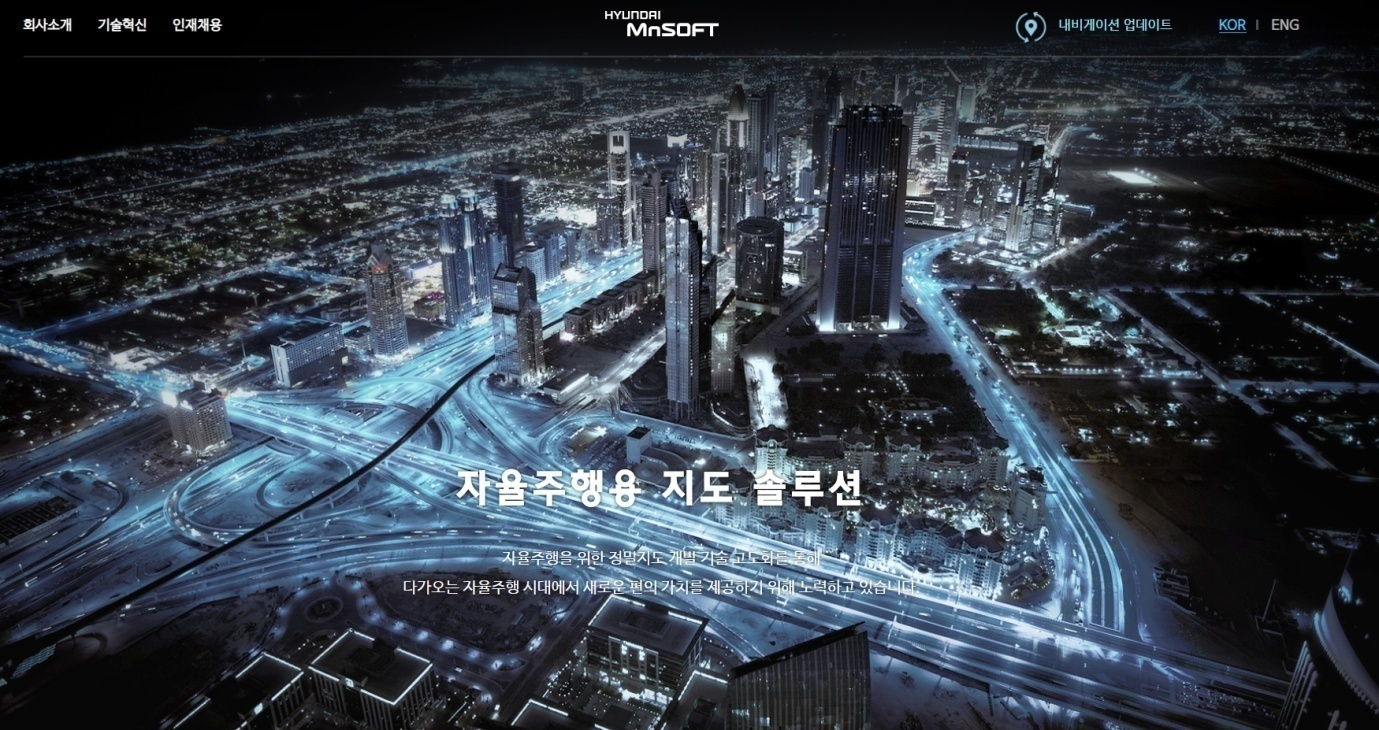 회사소개 기술혁신 인재채용
HYUNDAI
MnSOFT
내비게이션 업데이트
KOR | ENG
자율주행용 지도 솔루션
자율주행을 위한 정밀지도 개발 기술 고도화를 통해
다가오는 자율주행 시대에서 새로운 편의 가치를 제공하기 위해 노력하고 있습니다.